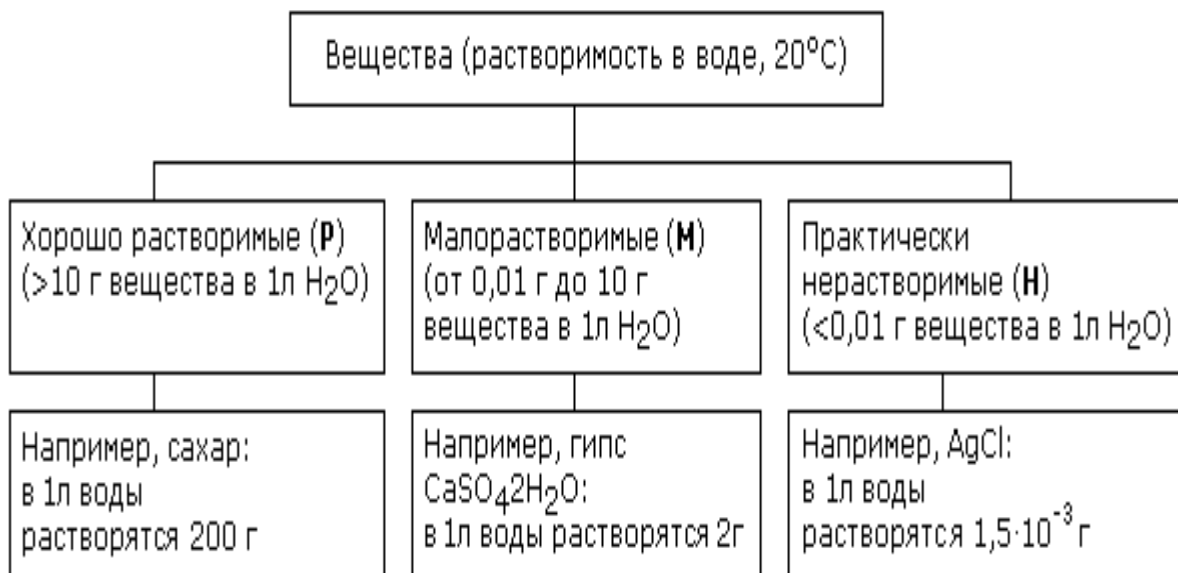 Вещества (растворимость в воде, 20°С)
Хорошо растворимые (Р)
(>10 г вещества в 1л H₂O)
Малорастворимые (М)
(от 0,01 г до 10 г
вещества в 1л H₂O)
Практически
нерастворимые (Н)
(<0,01 г вещества в 1л H₂O)
Например, сахар:
в 1л воды
растворятся 200 г
Например, гипс
CaSO₄2H₂O:
в 1л воды растворятся 2г
Например, AgCl:
в 1л воды
растворятся 1,5·10⁻³ г